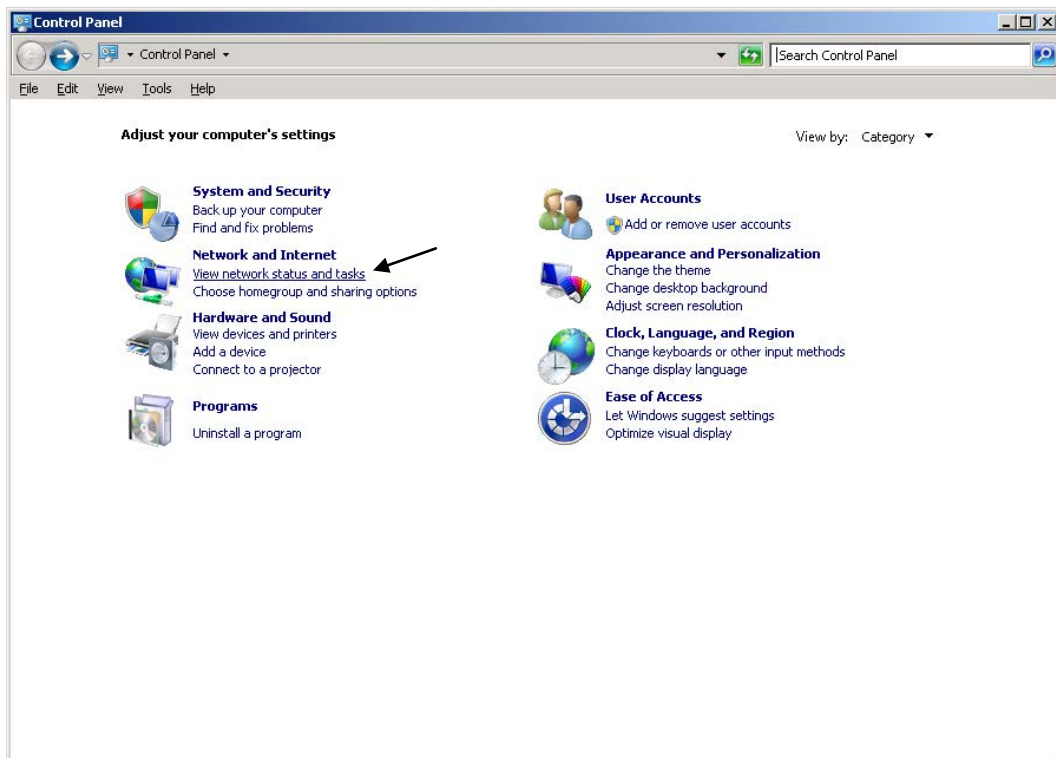 Control Panel
Control Panel
Search Control Panel
File Edit View Tools Help
Adjust your computer's settings
View by: Category
System and Security
Back up your computer
Find and fix problems
Network and Internet
View network status and tasks
Choose homegroup and sharing options
Hardware and Sound
View devices and printers
Add a device
Connect to a projector
Programs
Uninstall a program
User Accounts
Add or remove user accounts
Appearance and Personalization
Change the theme
Change desktop background
Adjust screen resolution
Clock, Language, and Region
Change keyboards or other input methods
Change display language
Ease of Access
Let Windows suggest settings
Optimize visual display